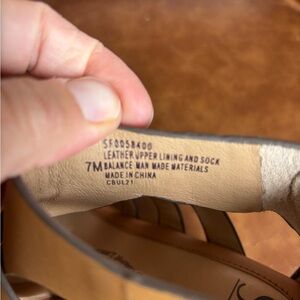 SF0058400
LEATHER UPPER LINING AND SOCK
7M BALANCE MAN MADE MATERIALS
MADE IN CHINA
CBUL21